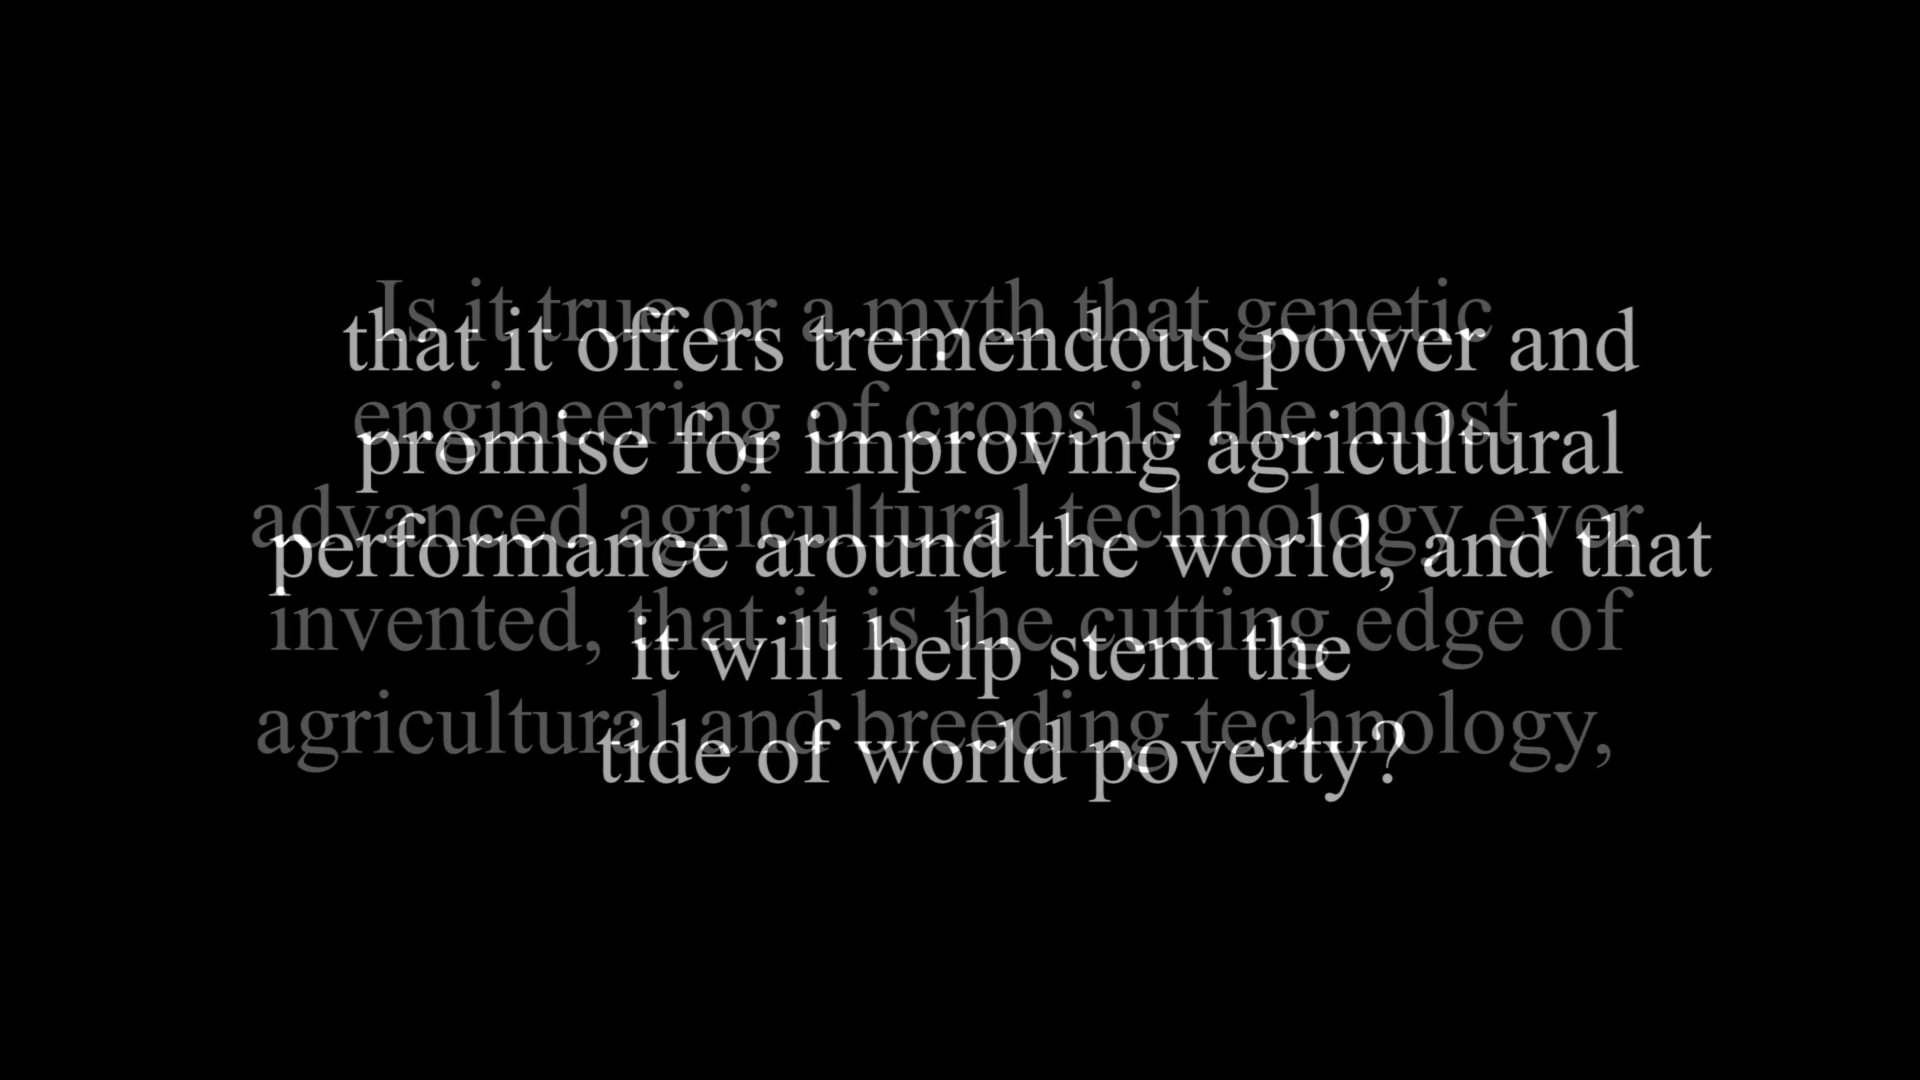 Is it true or a myth that genetic
engineering of crops is the most
advanced agricultural technology ever
invented, that it is the cutting edge of
agricultural and breeding technology,
that it offers tremendous power and
promise for improving agricultural
performance around the world, and that
it will help stem the
tide of world poverty?